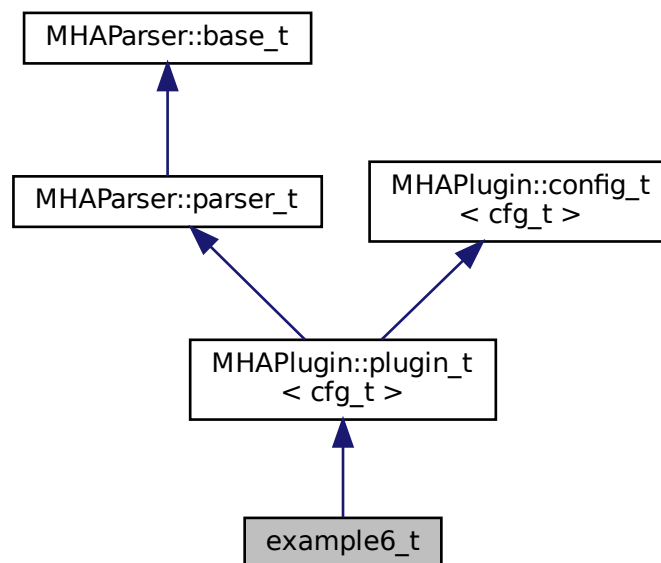 MHAParser::base_t
MHAParser::parser_t
MHAPlugin::config_t
< cfg_t >
MHAPlugin::plugin_t
< cfg_t >
example6_t